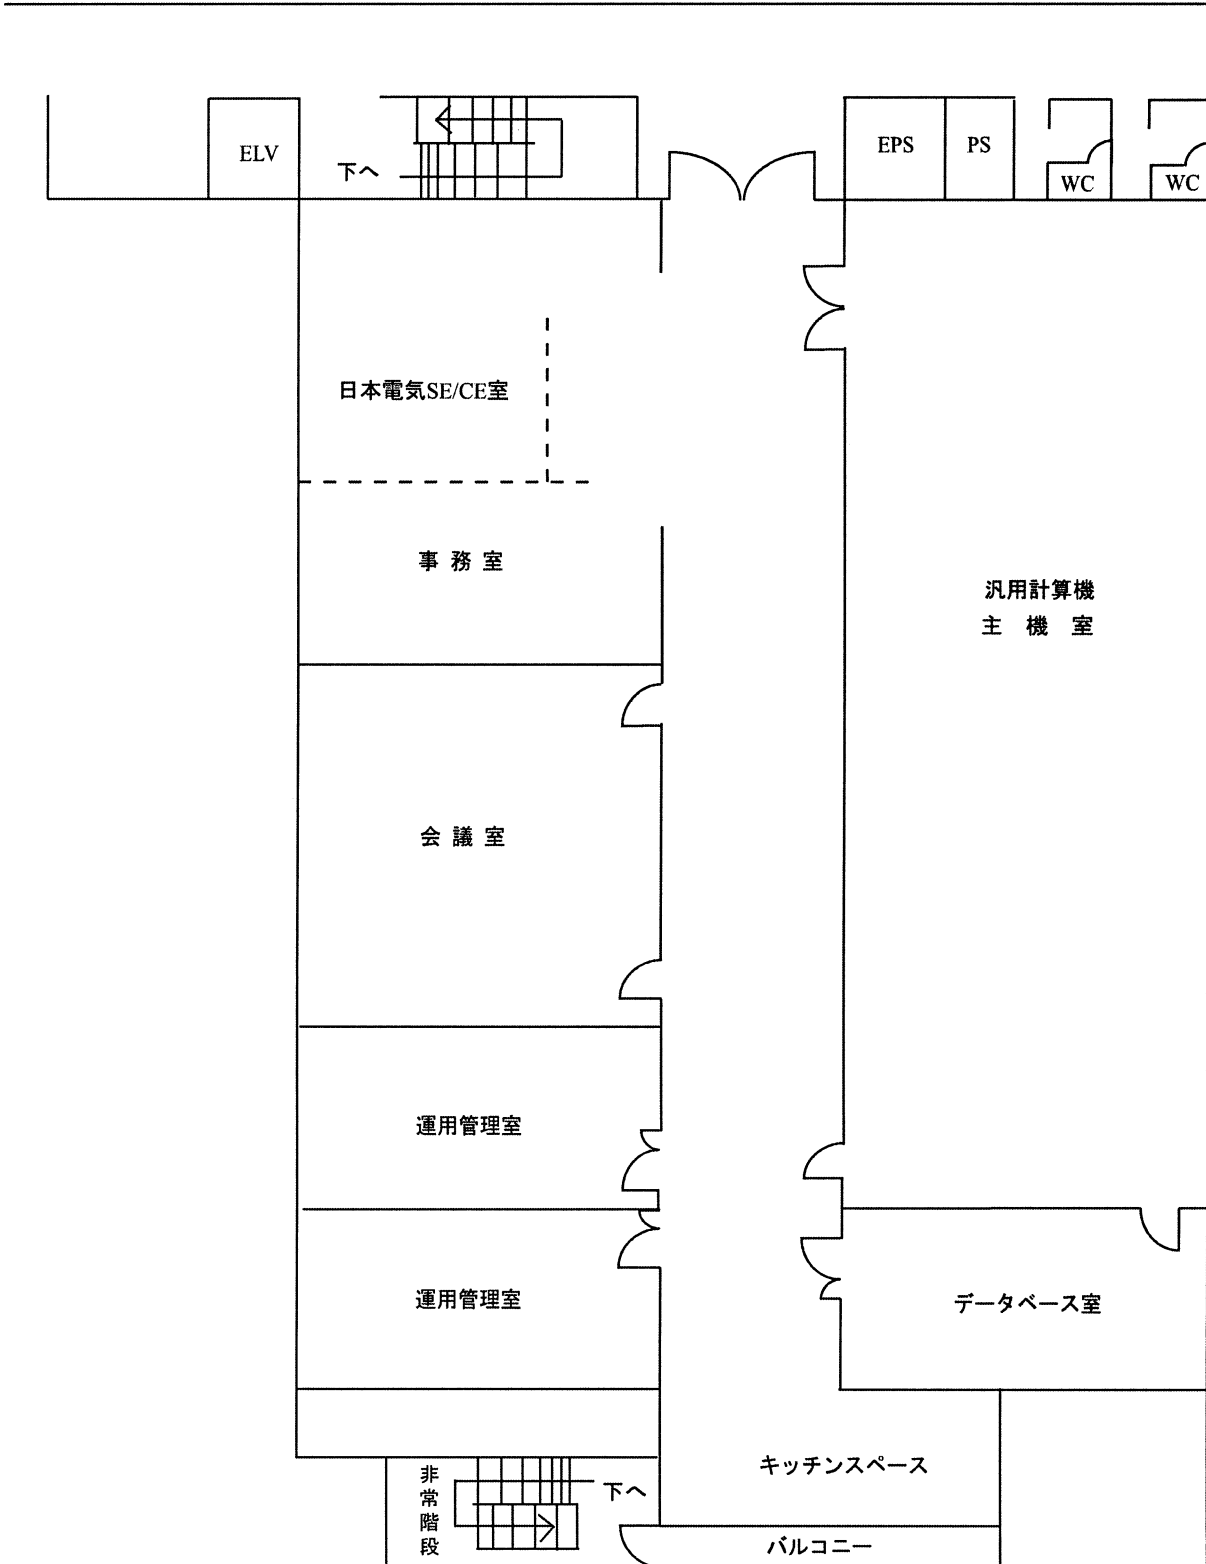 ELV
下へ
EPS
PS
WC
WC
日本電気SE/CE室
事務室
汎用計算機
主機室
会議室
運用管理室
運用管理室
データベース室
キッチンスペース
非常階段
下へ
バルコニー